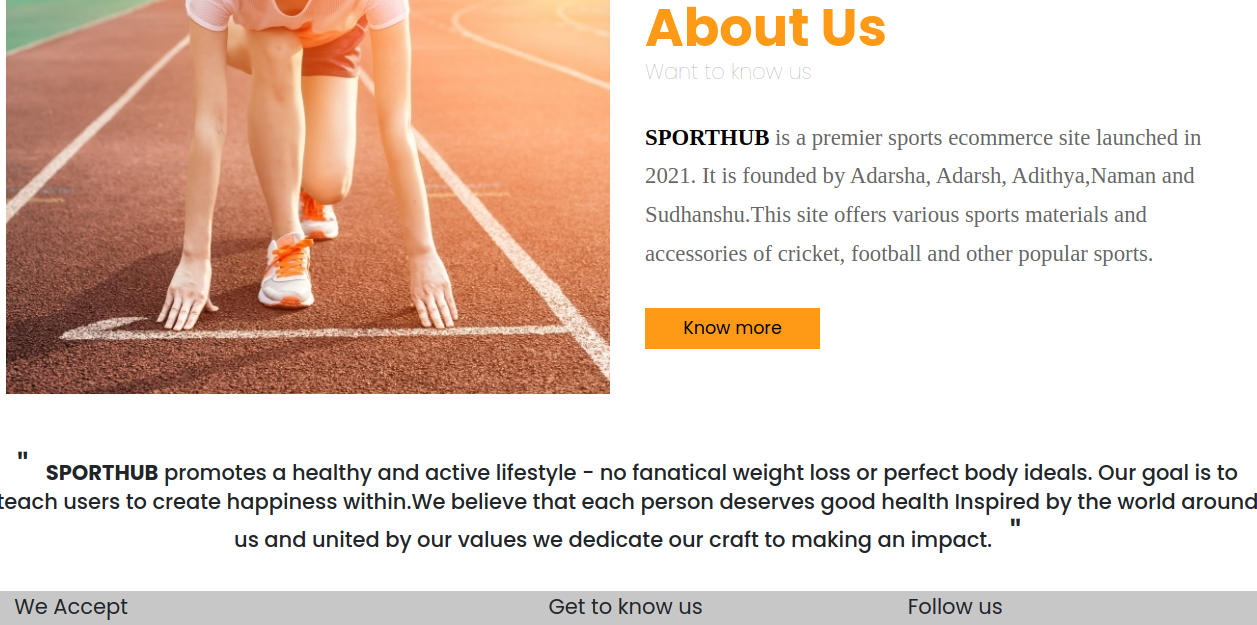 About Us
Want to know us
SPORTHUB is a premier sports ecommerce site launched in
2021. It is founded by Adarsha, Adarsh, Adithya,Naman and
Sudhanshu.This site offers various sports materials and
accessories of cricket, football and other popular sports.
Know more
" SPORTHUB promotes a healthy and active lifestyle - no fanatical weight loss or perfect body ideals. Our goal is to
teach users to create happiness within.We believe that each person deserves good health Inspired by the world around
us and united by our values we dedicate our craft to making an impact. "
We Accept
Get to know us
Follow us